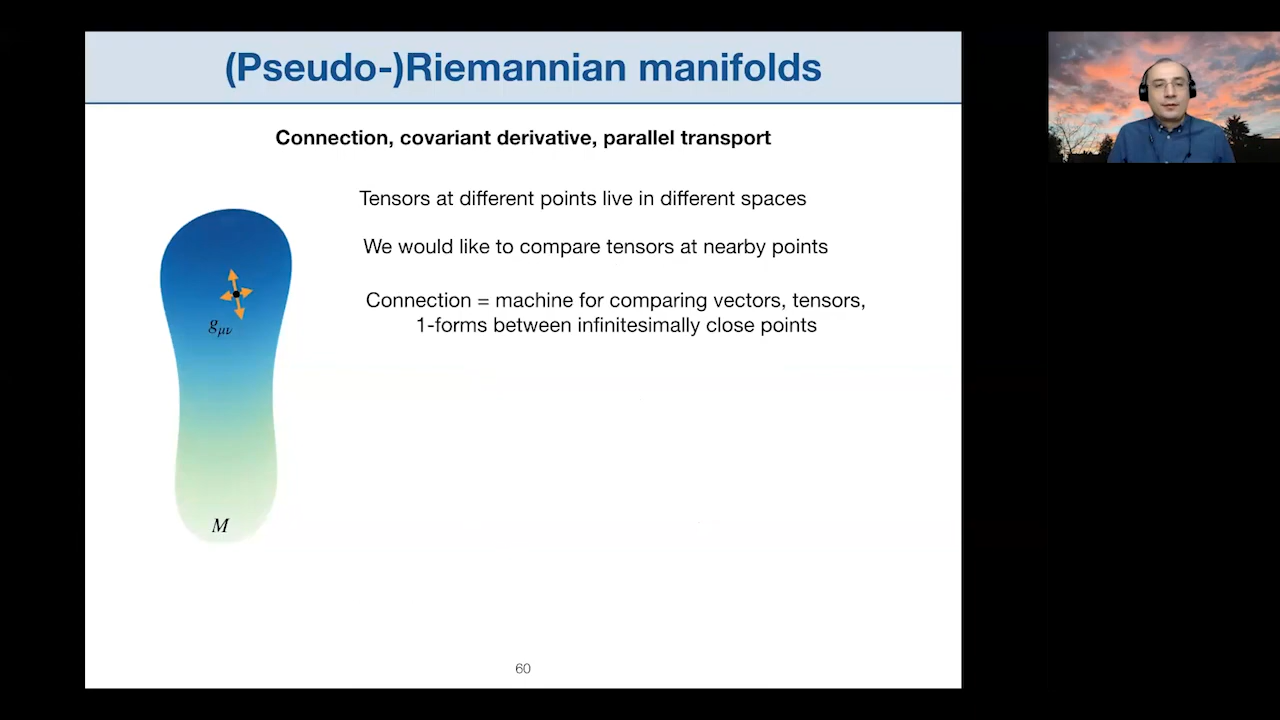 (Pseudo-)Riemannian manifolds
Connection, covariant derivative, parallel transport
Tensors at different points live in different spaces
We would like to compare tensors at nearby points
Connection = machine for comparing vectors, tensors,
1-forms between infinitesimally close points
g_{μν}
M
60